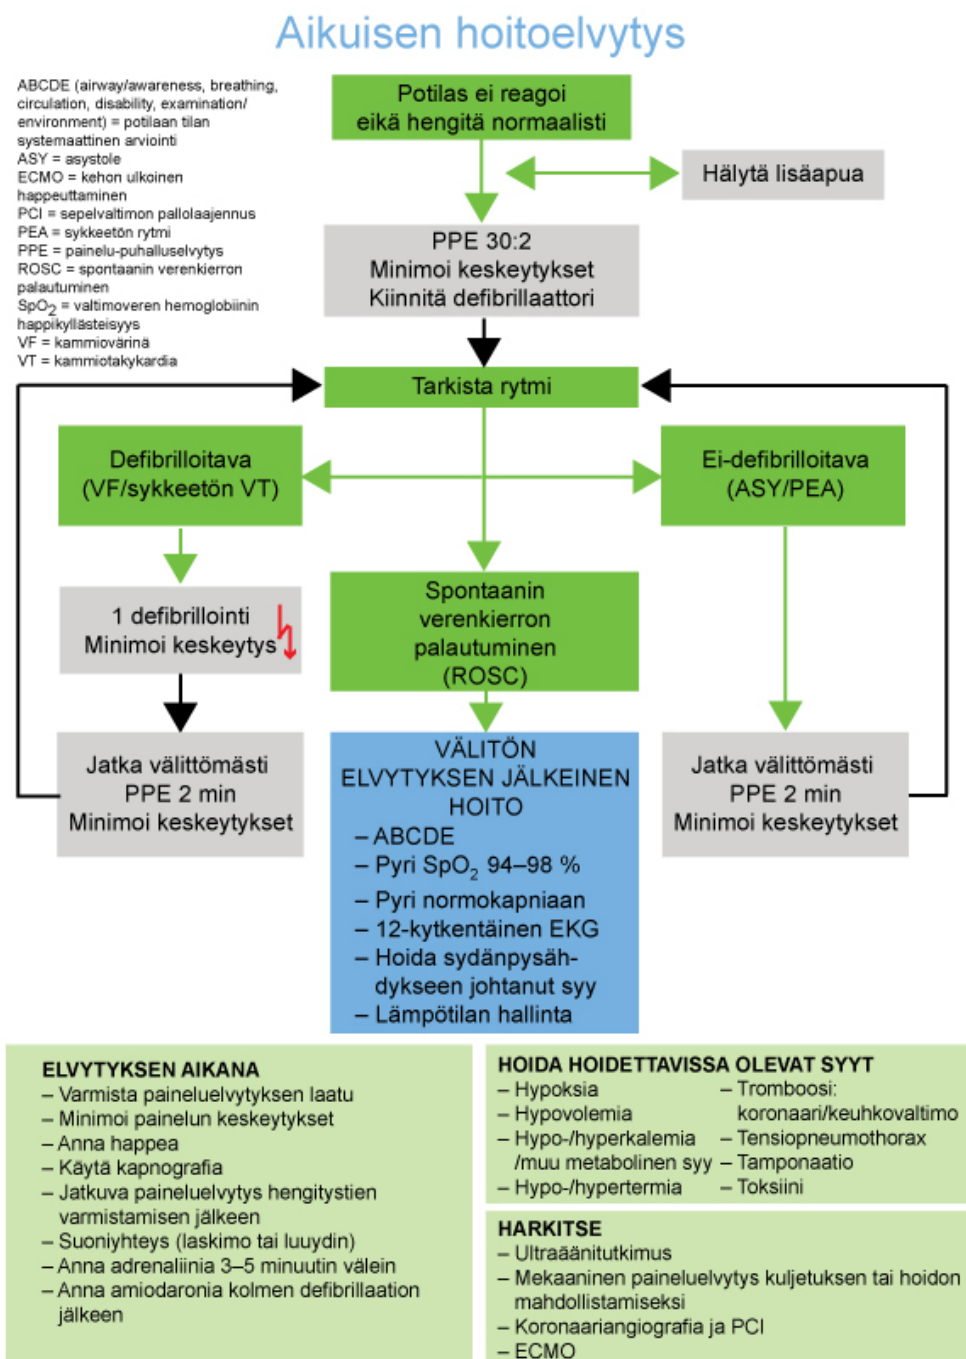 Aikuisen hoitoelvytys
ABCDE (airway/awareness, breathing,
circulation, disability, examination/
environment) = potilaan tilan
systemaattinen arviointi
ASY = asystole
ECMO = kehon ulkoinen
happeuttaminen
PCI = sepelvaltimon pallolaajennus
PEA = sykkeetön rytmi
PPE = painelu-puhalluselvytys
ROSC = spontaanin verenkierron
palautuminen
SpO2 = valtimoveren hemoglobiinin
happikyllästeisyys
VF = kammiovärinä
VT = kammiotakykardia
Potilas ei reagoi
eikä hengitä normaalisti
Hälytä lisäapua
PPE 30:2
Minimoi keskeytykset
Kiinnitä defibrillaattori
Tarkista rytmi
Defibrilloitava
(VF/sykkeetön VT)
Ei-defibrilloitava
(ASY/PEA)
1 defibrillointi
Minimoi keskeytys
Spontaanin
verenkierron
palautuminen
(ROSC)
Jatka välittömästi
PPE 2 min
Minimoi keskeytykset
VÄLITÖN
ELVYTYKSEN JÄLKEINEN
HOITO
– ABCDE
– Pyri SpO₂ 94–98 %
– Pyri normokapniaan
– 12-kytkentäinen EKG
– Hoida sydänpysäh-
dykseen johtanut syy
– Lämpötilan hallinta
Jatka välittömästi
PPE 2 min
Minimoi keskeytykset
ELVYTYKSEN AIKANA
– Varmista paineluelvytyksen laatu
– Minimoi painelun keskeytykset
– Anna happea
– Käytä kapnografia
– Jatkuva paineluelvytys hengitystien
varmistamisen jälkeen
– Suoniyhteys (laskimo tai luuydin)
– Anna adrenaliinia 3–5 minuutin välein
– Anna amiodaronia kolmen defibrillaation
jälkeen
HOIDA HOIDETTAVISSA OLEVAT SYYT
– Hypoksia
– Hypovolemia
– Hypo-/hyperkalemia
/muu metabolinen syy
– Hypo-/hypertermia
– Tromboosi:
koronaari/keuhkovaltimo
– Tensiopneumothorax
– Tamponaatio
– Toksiini
HARKITSE
– Ultraäänitutkimus
– Mekaaninen paineluelvytys kuljetuksen tai hoidon
mahdollistamiseksi
– Koronaariangiografia ja PCI
– ECMO